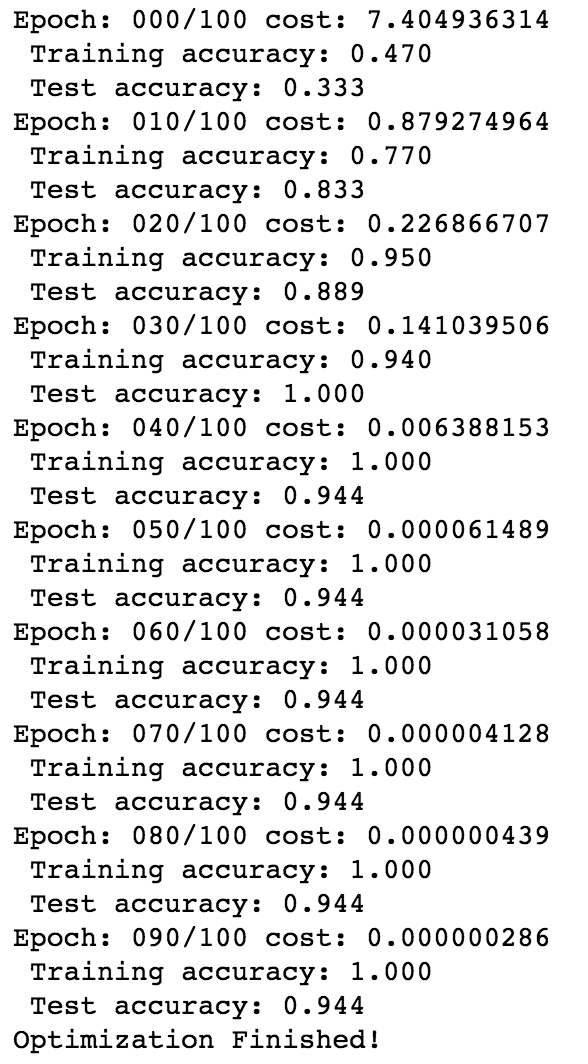 Epoch: 000/100 cost: 7.404936314
Training accuracy: 0.470
Test accuracy: 0.333
Epoch: 010/100 cost: 0.879274964
Training accuracy: 0.770
Test accuracy: 0.833
Epoch: 020/100 cost: 0.226866707
Training accuracy: 0.950
Test accuracy: 0.889
Epoch: 030/100 cost: 0.141039506
Training accuracy: 0.940
Test accuracy: 1.000
Epoch: 040/100 cost: 0.006388153
Training accuracy: 1.000
Test accuracy: 0.944
Epoch: 050/100 cost: 0.000061489
Training accuracy: 1.000
Test accuracy: 0.944
Epoch: 060/100 cost: 0.000031058
Training accuracy: 1.000
Test accuracy: 0.944
Epoch: 070/100 cost: 0.000004128
Training accuracy: 1.000
Test accuracy: 0.944
Epoch: 080/100 cost: 0.000000439
Training accuracy: 1.000
Test accuracy: 0.944
Epoch: 090/100 cost: 0.000000286
Training accuracy: 1.000
Test accuracy: 0.944
Optimization Finished!